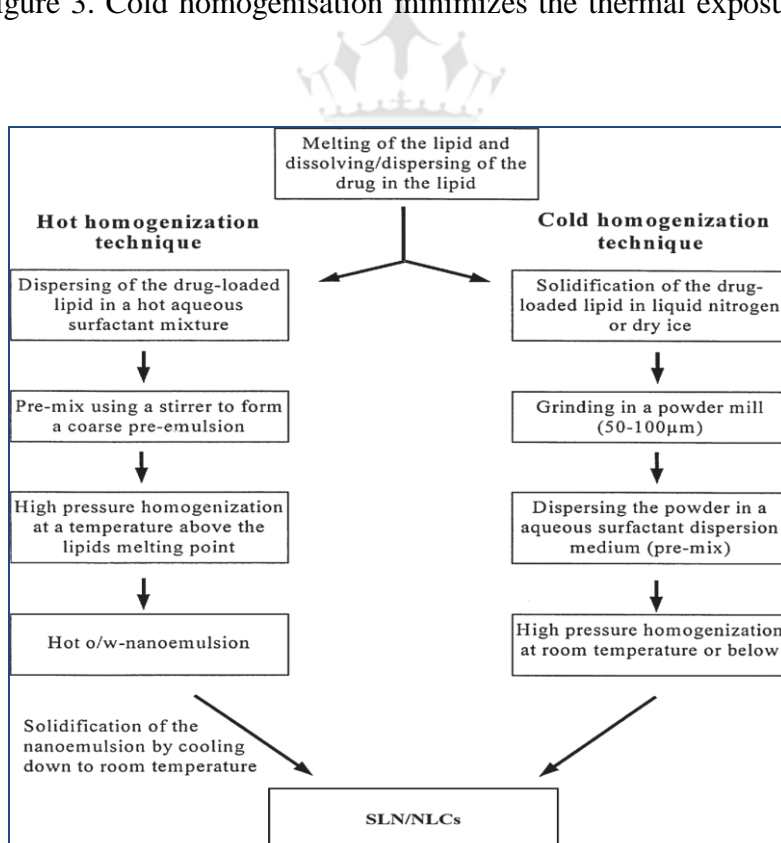 igure 3. Cold homogenisation minimizes the thermal exposu
Melting of the lipid and
dissolving/dispersing of the
drug in the lipid
Hot homogenization
technique
Cold homogenization
technique
Dispersing of the drug-loaded
lipid in a hot aqueous
surfactant mixture
Solidification of the drug-
loaded lipid in liquid nitrogen
or dry ice
Pre-mix using a stirrer to form
a coarse pre-emulsion
Grinding in a powder mill
(50-100µm)
High pressure homogenization
at a temperature above the
lipids melting point
Dispersing the powder in a
aqueous surfactant dispersion
medium (pre-mix)
Hot o/w-nanoemulsion
High pressure homogenization
at room temperature or below
Solidification of the
nanoemulsion by cooling
down to room temperature
SLN/NLCs